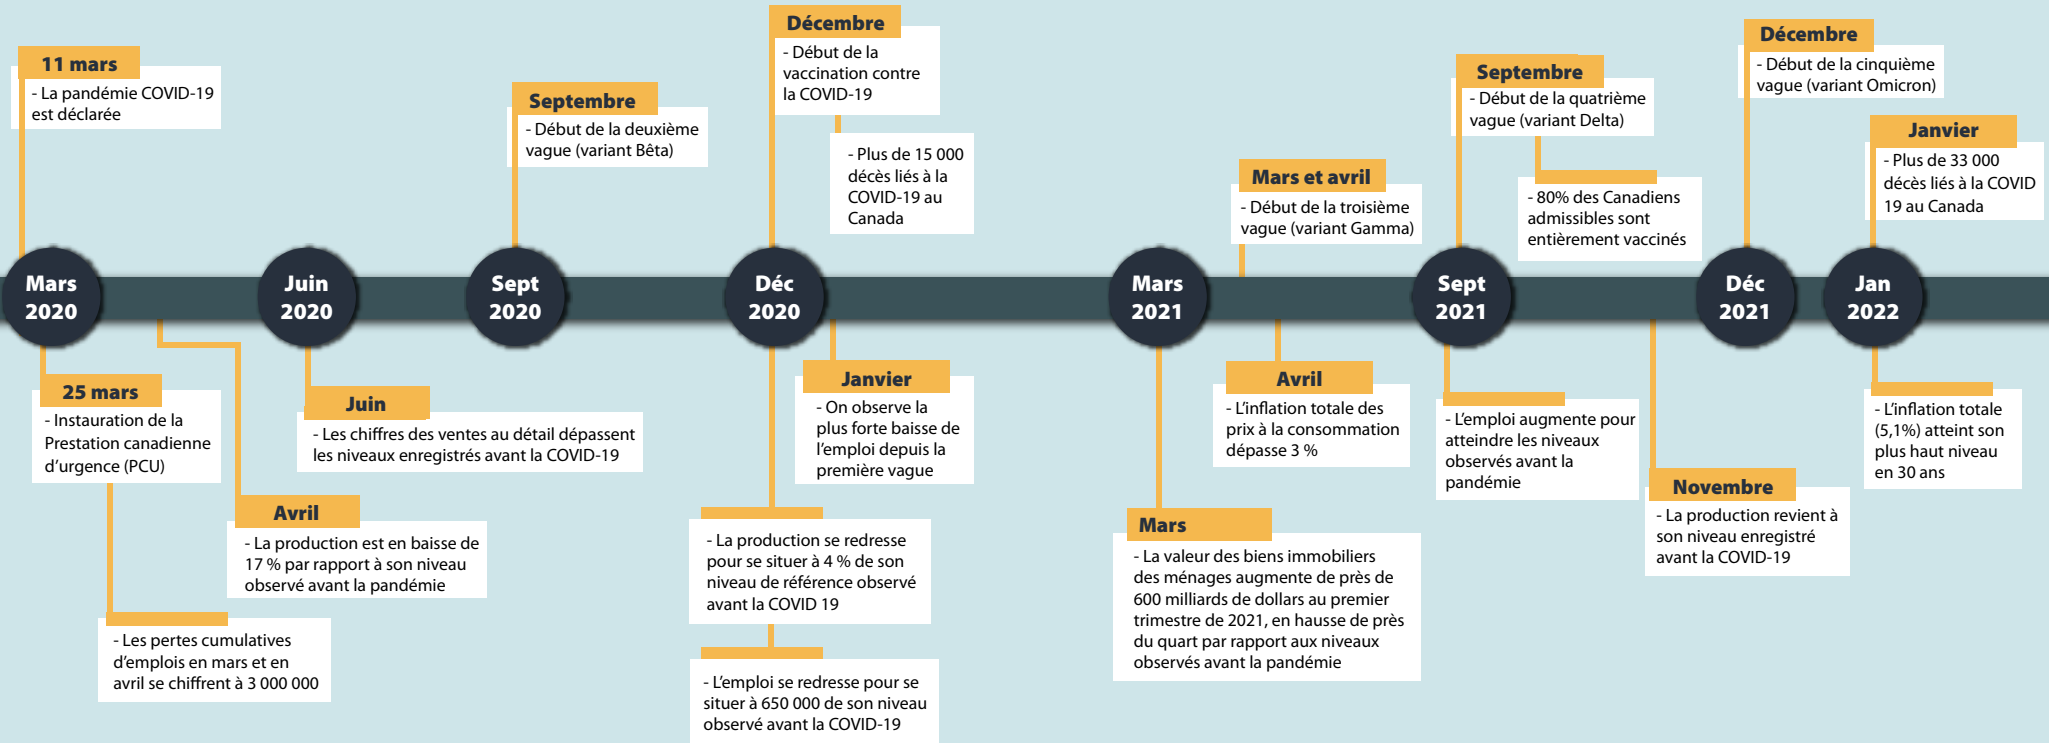 11 mars
- La pandémie COVID-19
est déclarée
Septembre
- Début de la deuxième
vague (variant Bêta)
Décembre
- Début de la
vaccination contre
la COVID-19
- Plus de 15 000
décès liés à la
COVID-19 au
Canada
Mars et avril
- Début de la troisième
vague (variant Gamma)
Septembre
- Début de la quatrième
vague (variant Delta)
- 80% des Canadiens
admissibles sont
entièrement vaccinés
Décembre
- Début de la cinquième
vague (variant Omicron)
Janvier
- Plus de 33 000
décès liés à la COVID
19 au Canada
Mars
2020
Juin
2020
Sept
2020
Déc
2020
Mars
2021
Sept
2021
Déc
2021
Jan
2022
25 mars
- Instauration de la
Prestation canadienne
d'urgence (PCU)
- Les pertes cumulatives
d'emplois en mars et en
avril se chiffrent à 3 000 000
Avril
- La production est en baisse de
17 % par rapport à son niveau
observé avant la pandémie
Juin
- Les chiffres des ventes au détail dépassent
les niveaux enregistrés avant la COVID-19
- La production se redresse
pour se situer à 4 % de son
niveau de référence observé
avant la COVID 19
- L'emploi se redresse pour se
situer à 650 000 de son niveau
observé avant la COVID-19
Janvier
- On observe la
plus forte baisse de
l'emploi depuis la
première vague
Mars
- La valeur des biens immobiliers
des ménages augmente de près de
600 milliards de dollars au premier
trimestre de 2021, en hausse de près
du quart par rapport aux niveaux
observés avant la pandémie
Avril
- L'inflation totale des
prix à la consommation
dépasse 3 %
- L'emploi augmente pour
atteindre les niveaux
observés avant la
pandémie
Novembre
- La production revient à
son niveau enregistré
avant la COVID-19
- L'inflation totale
(5,1%) atteint son
plus haut niveau
en 30 ans